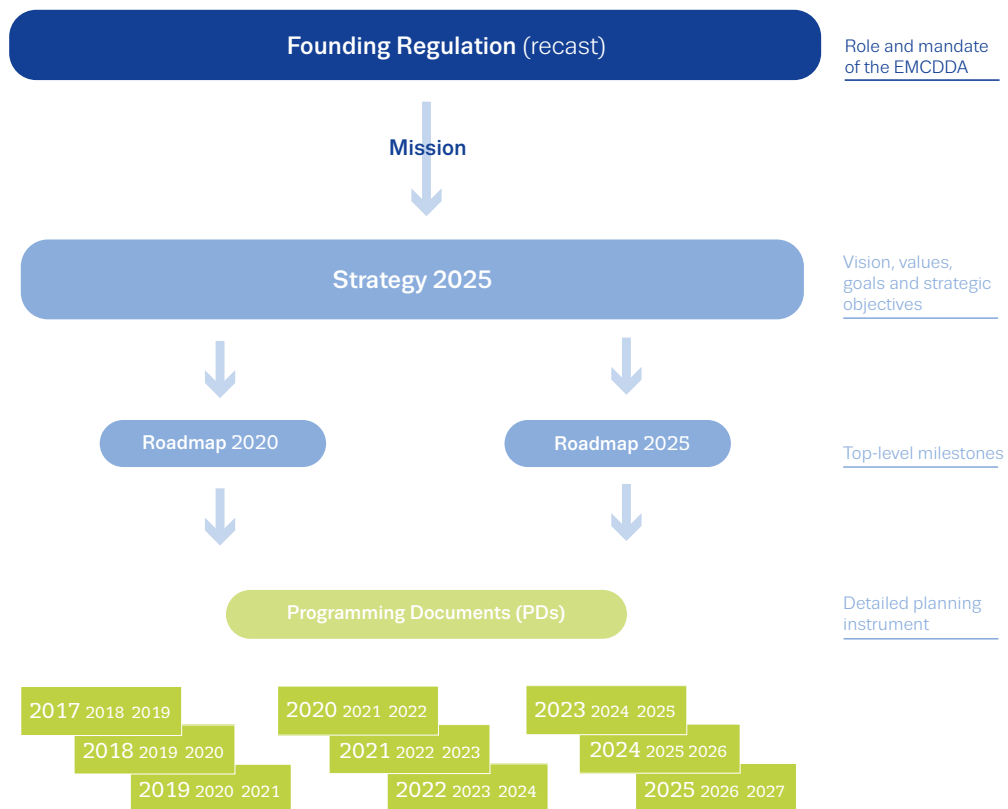 Founding Regulation (recast)
Role and mandate
of the EMCDDA
Mission
Strategy 2025
Vision, values,
goals and strategic
objectives
Roadmap 2020
Roadmap 2025
Top-level milestones
Programming Documents (PDs)
Detailed planning
instrument
2017 2018 2019
2018 2019 2020
2019 2020 2021
2020 2021 2022
2021 2022 2023
2022 2023 2024
2023 2024 2025
2024 2025 2026
2025 2026 2027